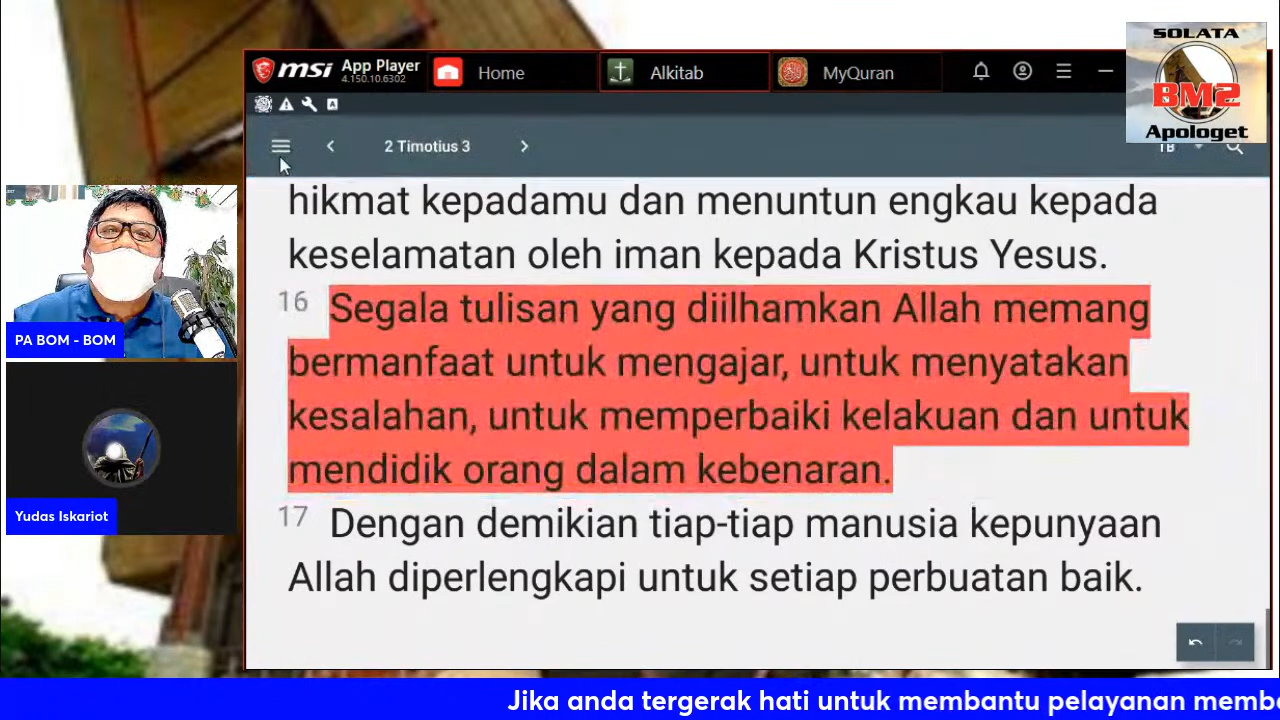 SOLATA
BM2
Apologet
msi App Player
4.150.10.6302
Home
Alkitab
MyQuran
2 Timotius 3
TB
hikmat kepadamu dan menuntun engkau kepada
keselamatan oleh iman kepada Kristus Yesus.
16 Segala tulisan yang diilhamkan Allah memang
bermanfaat untuk mengajar, untuk menyatakan
kesalahan, untuk memperbaiki kelakuan dan untuk
mendidik orang dalam kebenaran.
17 Dengan demikian tiap-tiap manusia kepunyaan
Allah diperlengkapi untuk setiap perbuatan baik.
PA BOM - BOM
Yudas Iskariot
Jika anda tergerak hati untuk membantu pelayanan memb